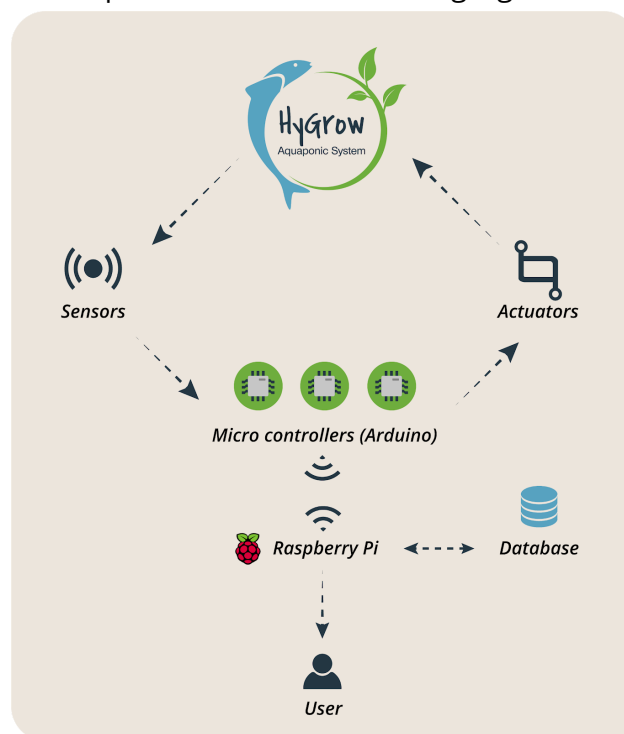 HyGrow
Aquaponic System
Sensors
Actuators
Micro controllers (Arduino)
Raspberry Pi
Database
User